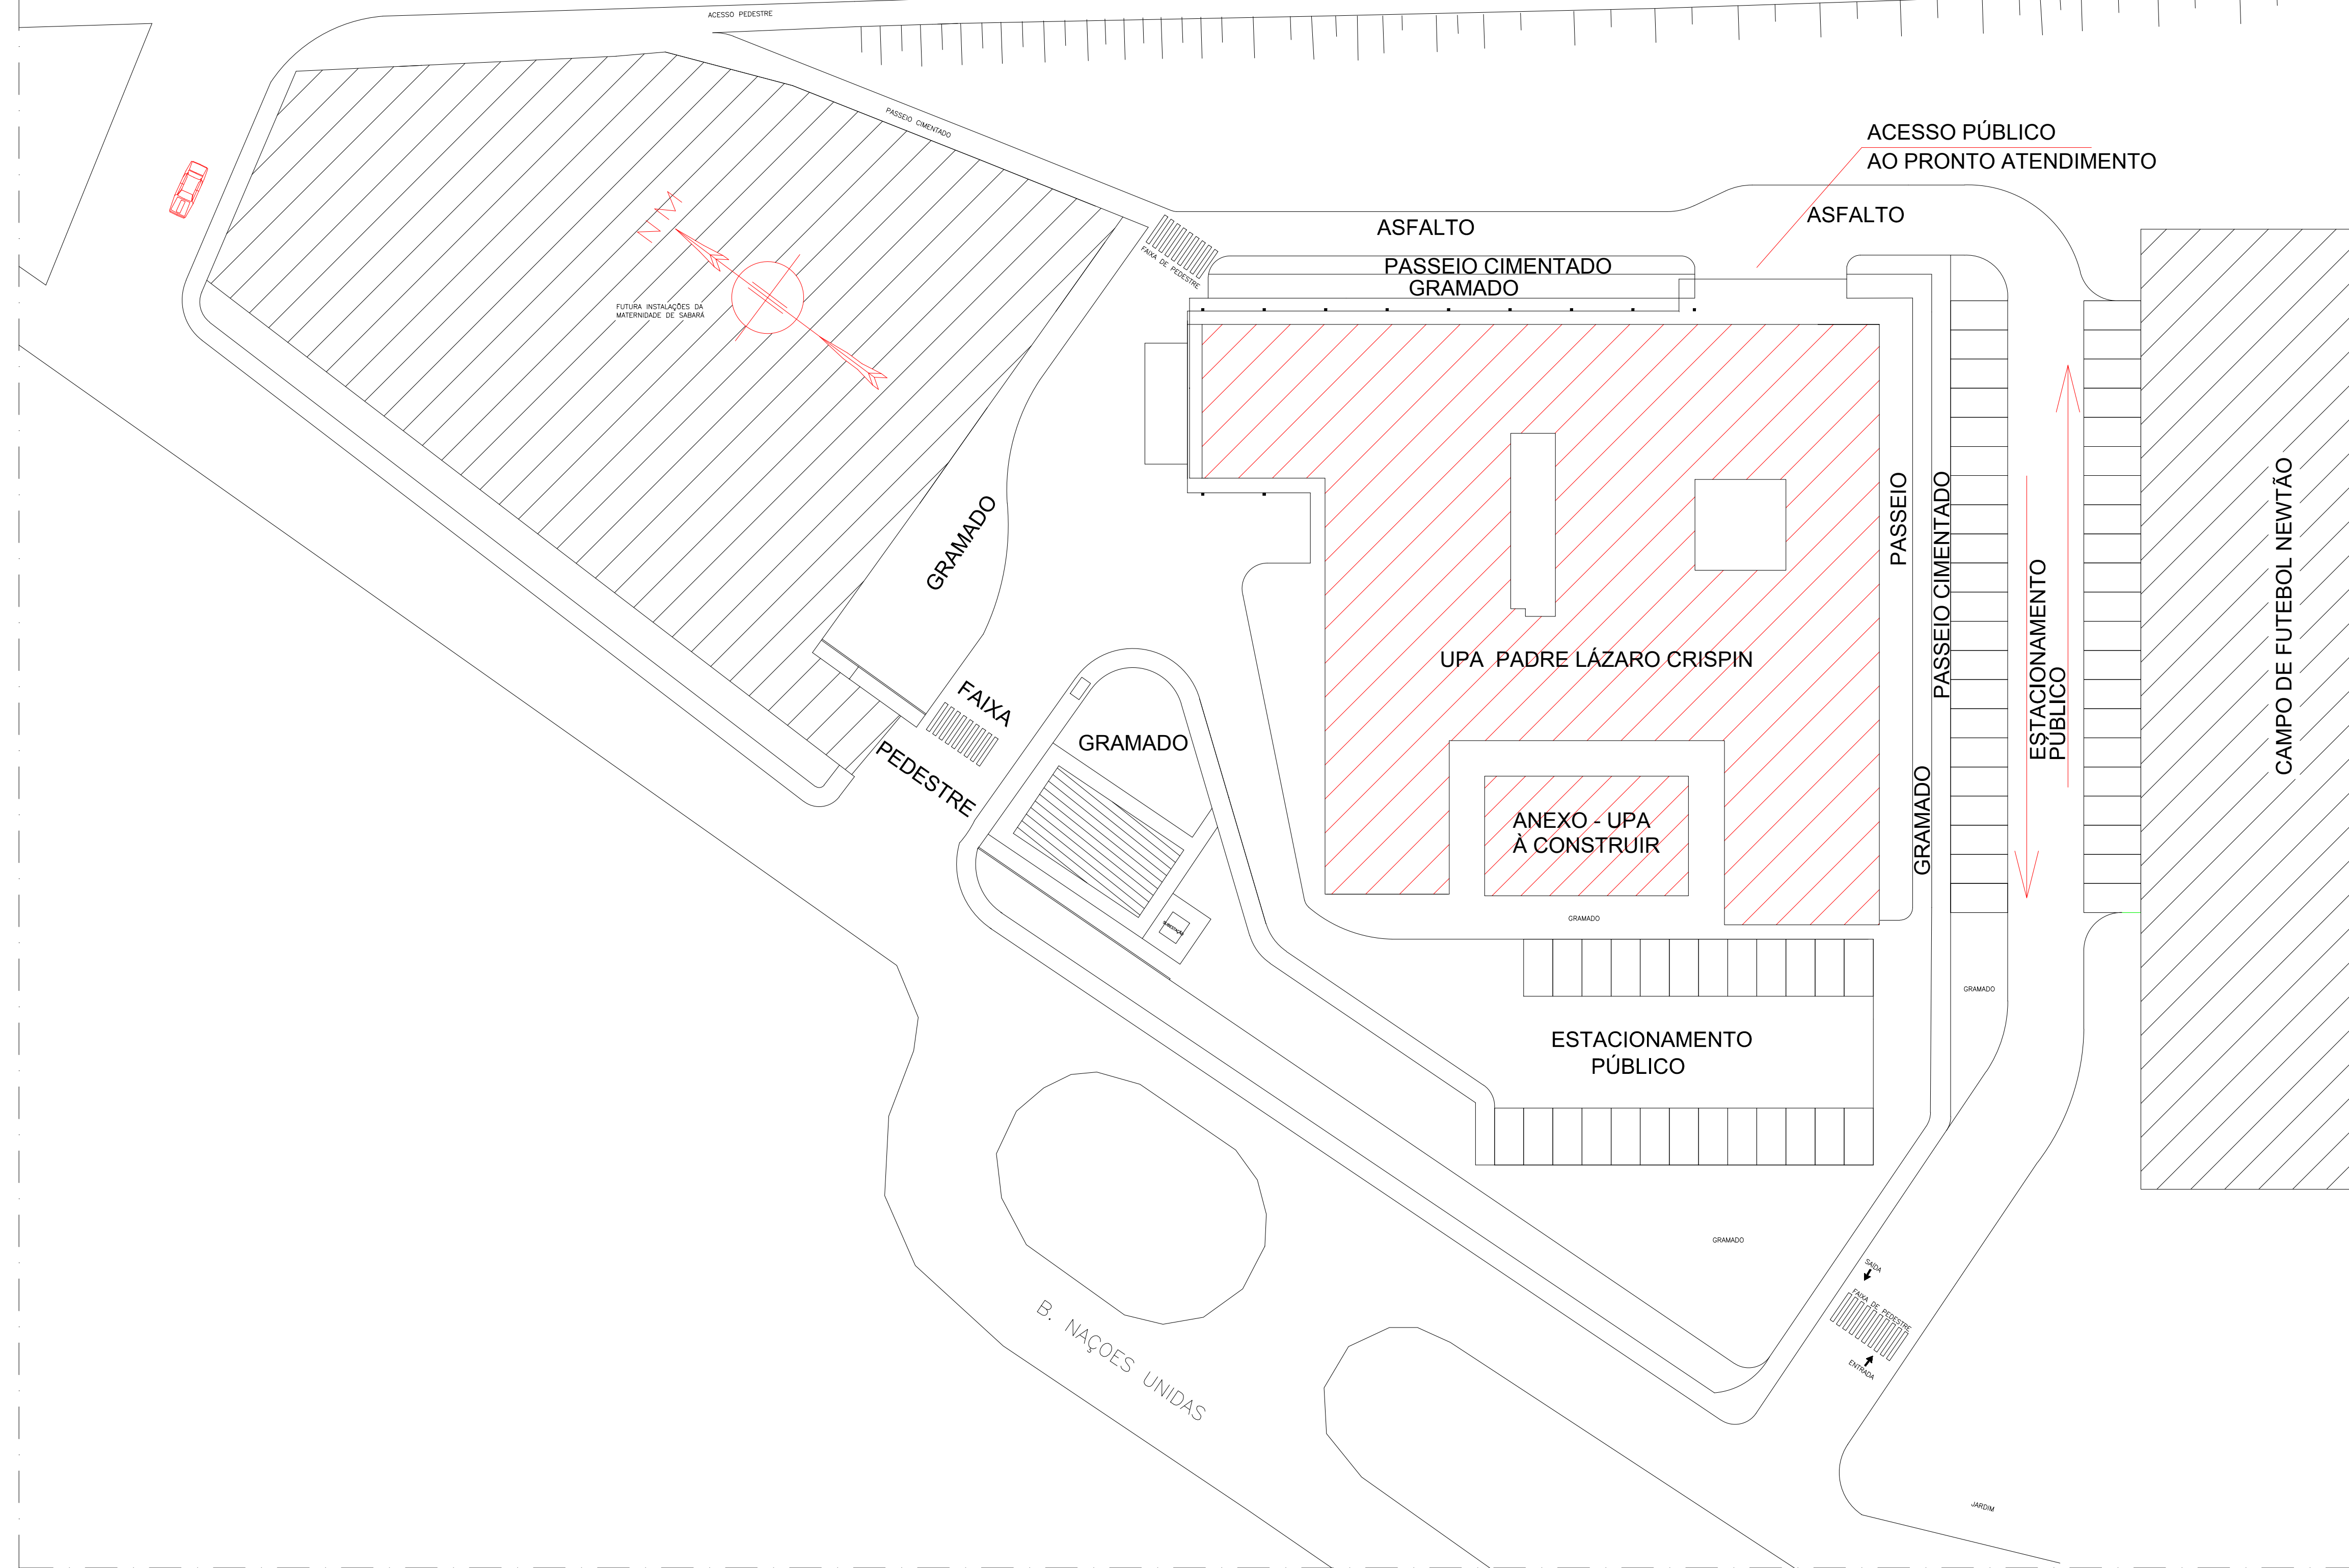 ACESSO PEDESTRE
PASSEIO CIMENTADO
ACESSO PÚBLICO
AO PRONTO ATENDIMENTO
ASFALTO
ASFALTO
FAIXA DE PEDESTRE
PASSEIO CIMENTADO
GRAMADO
NM
FUTURA INSTALAÇÕES DA
MATERNIDADE DE SABARÁ
GRAMADO
PASSEIO
PASSEIO CIMENTADO
GRAMADO
ESTACIONAMENTO
PÚBLICO
CAMPO DE FUTEBOL NEWTÃO
UPA PADRE LÁZARO CRISPIN
FAIXA
PEDESTRE
GRAMADO
ANEXO - UPA
À CONSTRUIR
SUBESTAÇÃO
GRAMADO
GRAMADO
ESTACIONAMENTO
PÚBLICO
GRAMADO
SAÍDA
FAIXA DE PEDESTRE
ENTRADA
B. NAÇOES UNIDAS
JARDIM